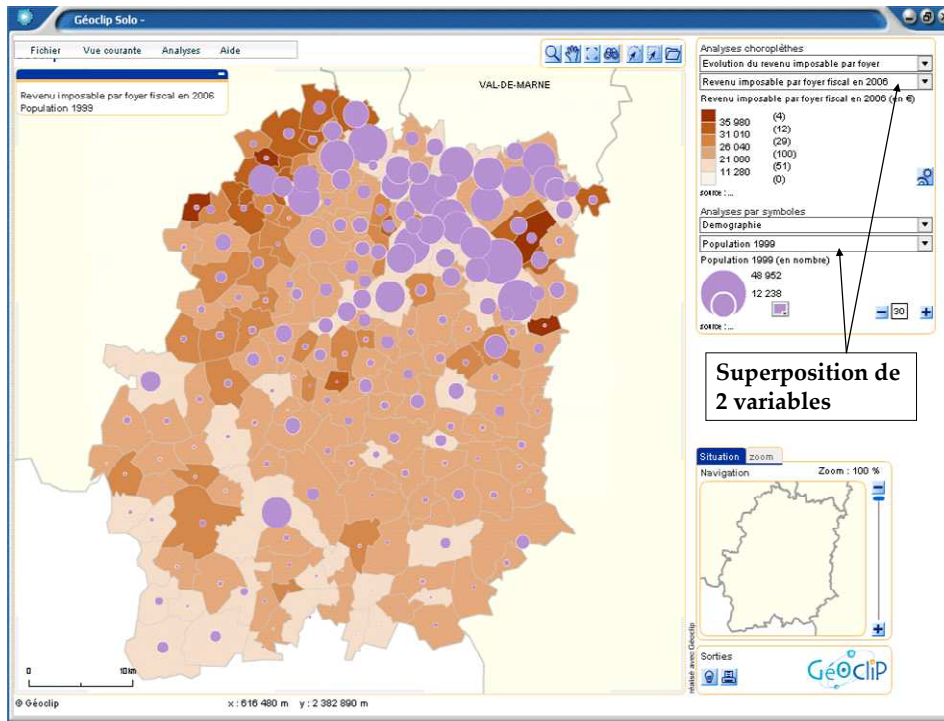 Géoclip Solo -
Fichier Vue courante Analyses Aide
Revenu imposable par foyer fiscal en 2006
Population 1999
VAL-DE-MARNE
0 10 km
© Géoclip
x : 616 480 m y : 2 382 890 m
Analyses choroplèthes
Evolution du revenu imposable par foyer
Revenu imposable par foyer fiscal en 2006
Revenu imposable par foyer fiscal en 2006 (en €)
(4)
35 980
(12)
31 010
(29)
26 040
(100)
21 000
(51)
11 280
(0)
source : ...
Analyses par symboles
Demographie
Population 1999
Population 1999 (en nombre)
48 952
12 238
30
source : ...
Superposition de
2 variables
Situation zoom
Navigation Zoom : 100 %
réalisé avec Géoclip
Sorties
GéOCliP